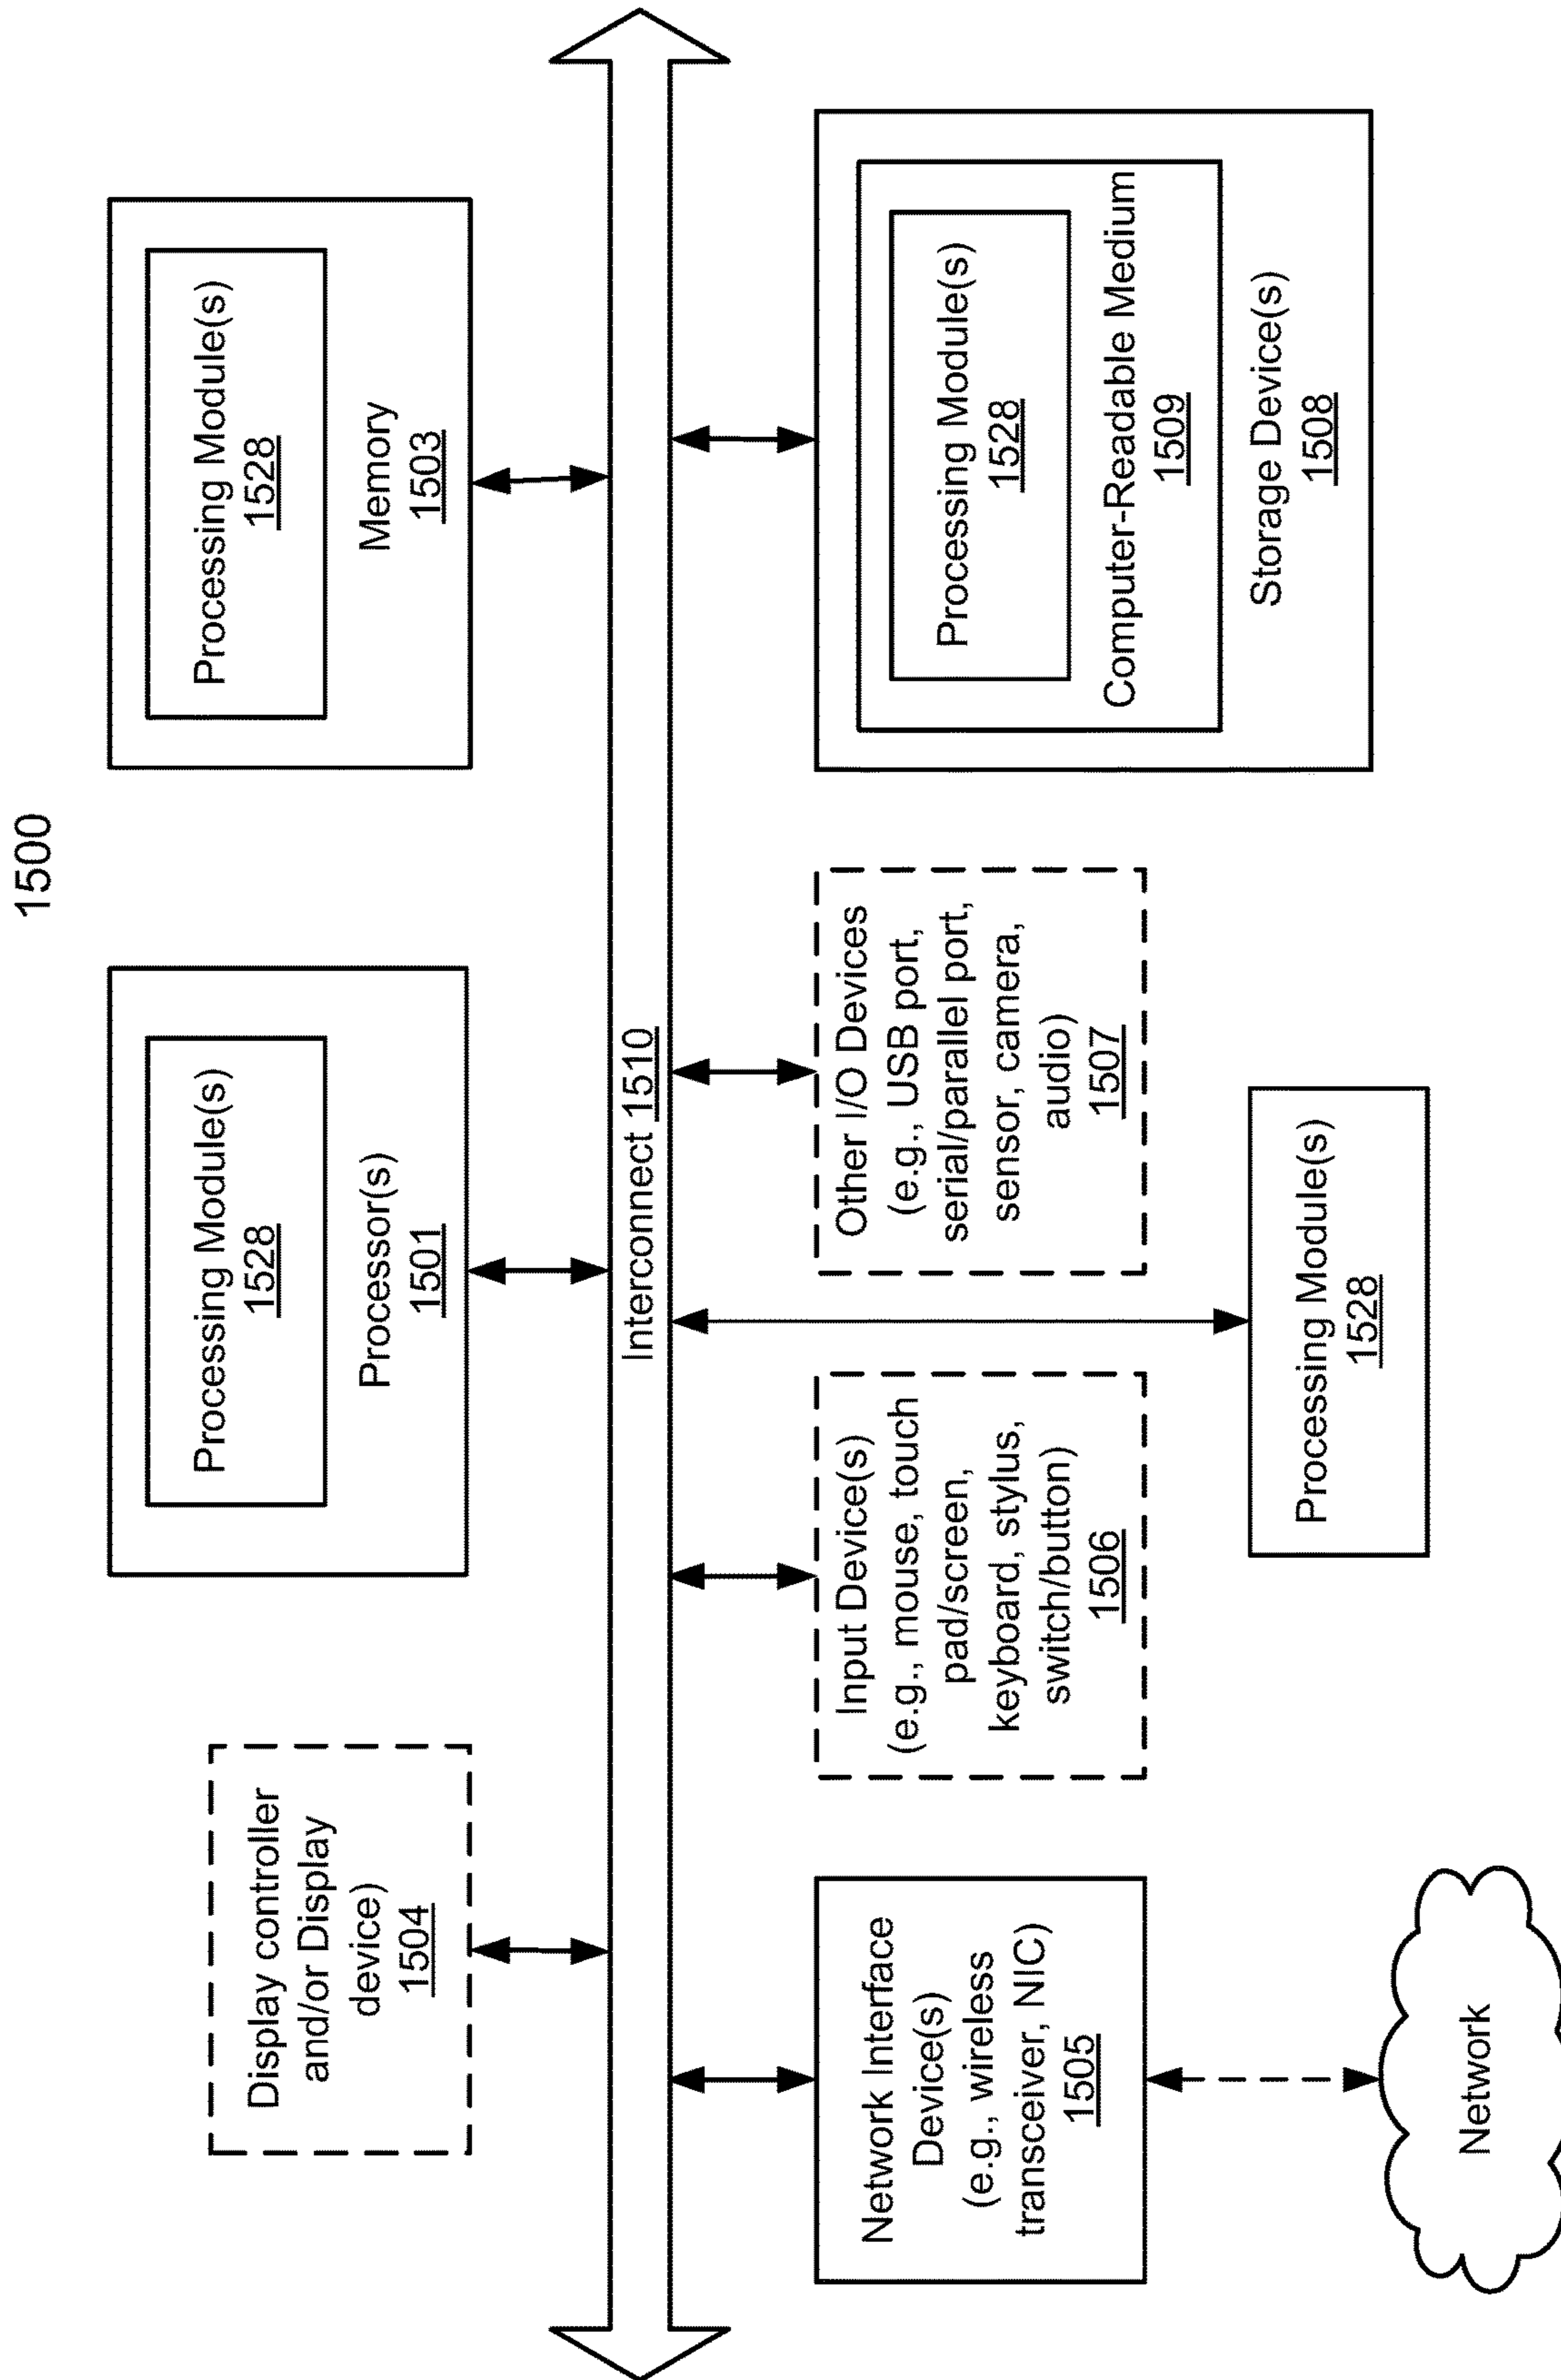 1500
Display controller
and/or Display
device)
1504
Processing Module(s)
1528
Processor(s)
1501
Processing Module(s)
1528
Memory
1503
Interconnect 1510
Network Interface
Device(s)
(e.g., wireless
transceiver, NIC)
1505
Input Device(s)
(e.g., mouse, touch
pad/screen,
keyboard, stylus,
switch/button)
1506
Other I/O Devices
(e.g., USB port,
serial/parallel port,
sensor, camera,
audio)
1507
Processing Module(s)
1528
Computer-Readable Medium
1509
Storage Device(s)
1508
Processing Module(s)
1528
Network